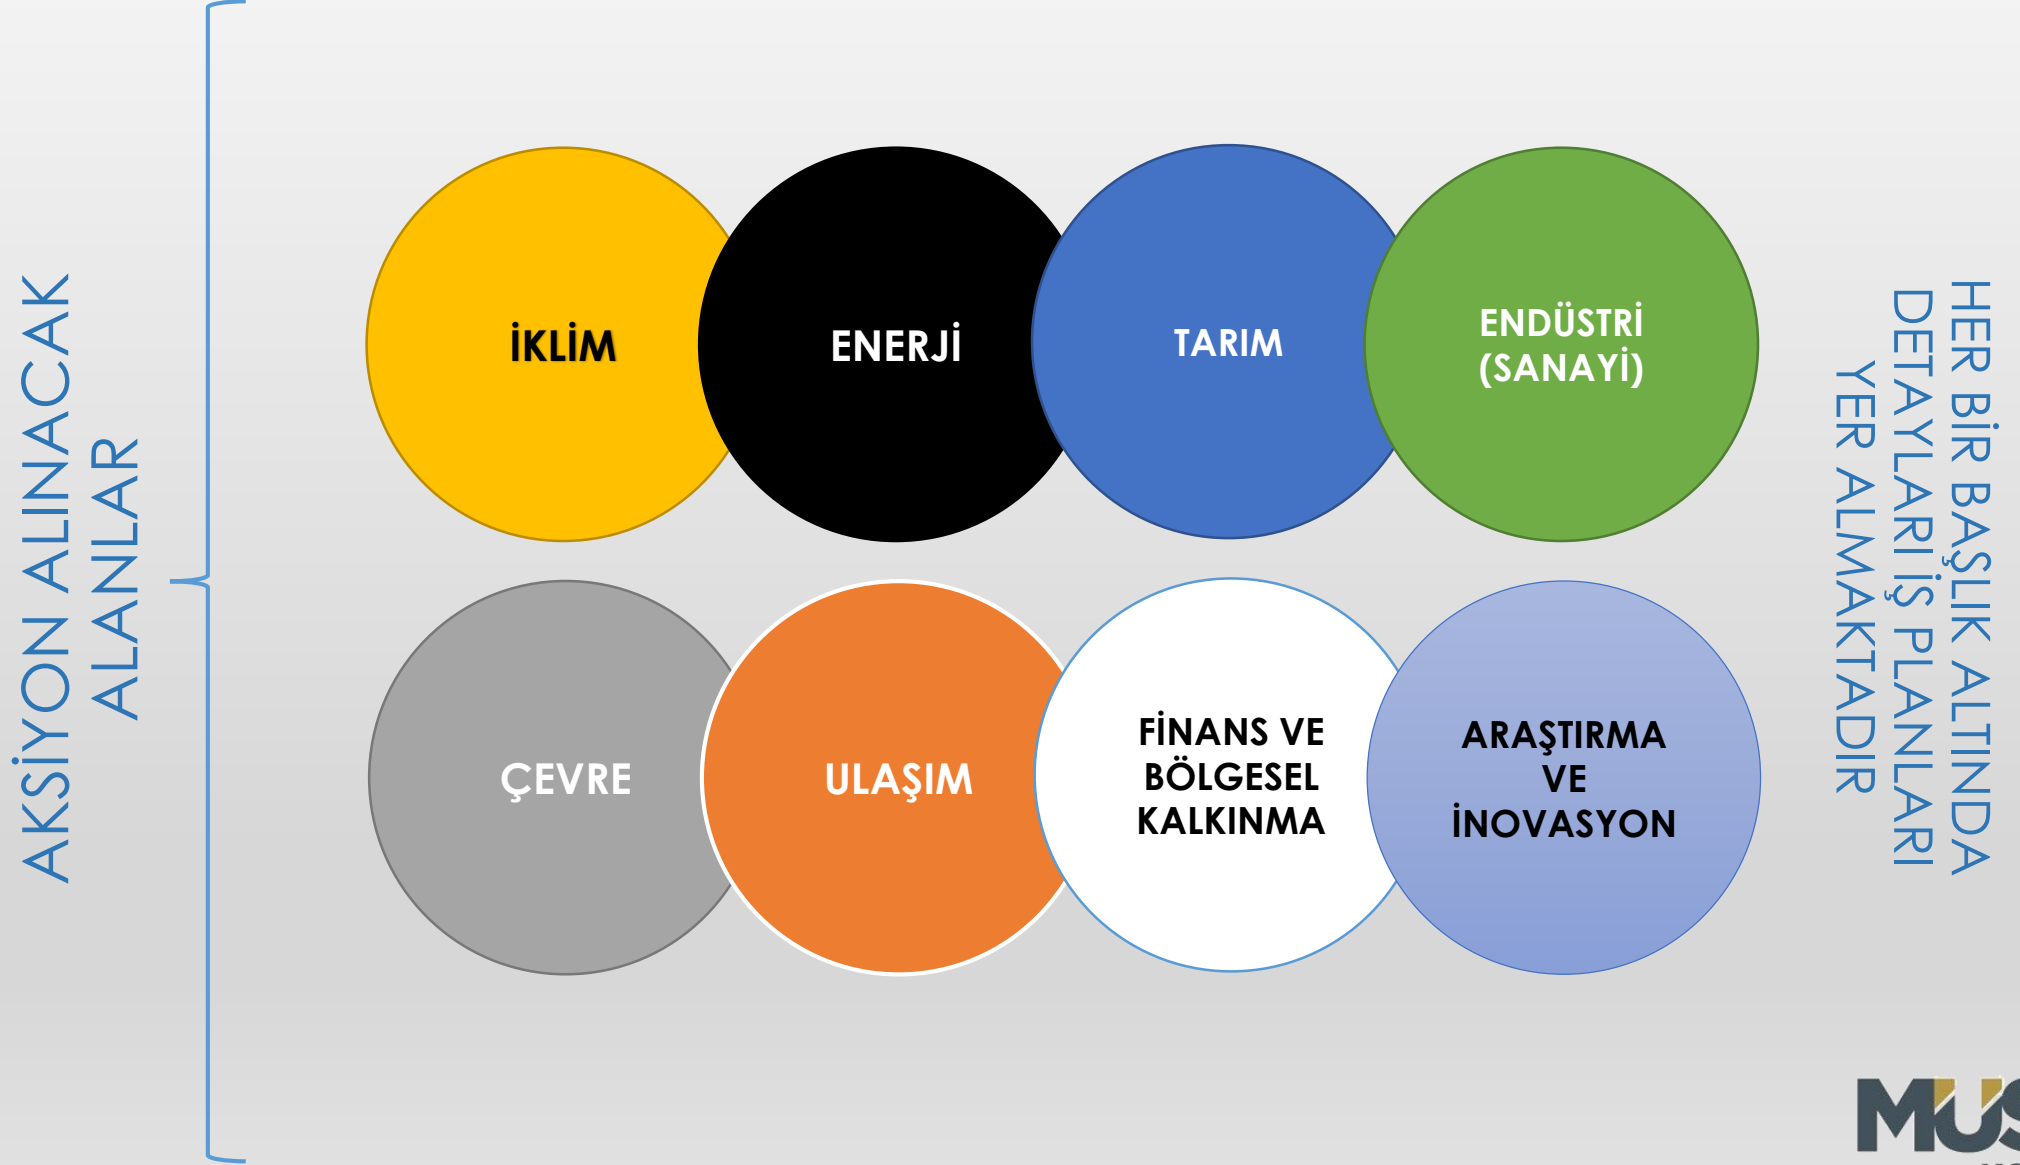 AKSİYON ALINACAK
ALANLAR
İKLİM
ENERJİ
TARIM
ENDÜSTRİ
(SANAYİ)
ÇEVRE
ULAŞIM
FİNANS VE
BÖLGESEL
KALKINMA
ARAŞTIRMA
VE
İNOVASYON
HER BİR BAŞLIK ALTINDA
DETAYLARI İŞ PLANLARI
YER ALMAKTADIR